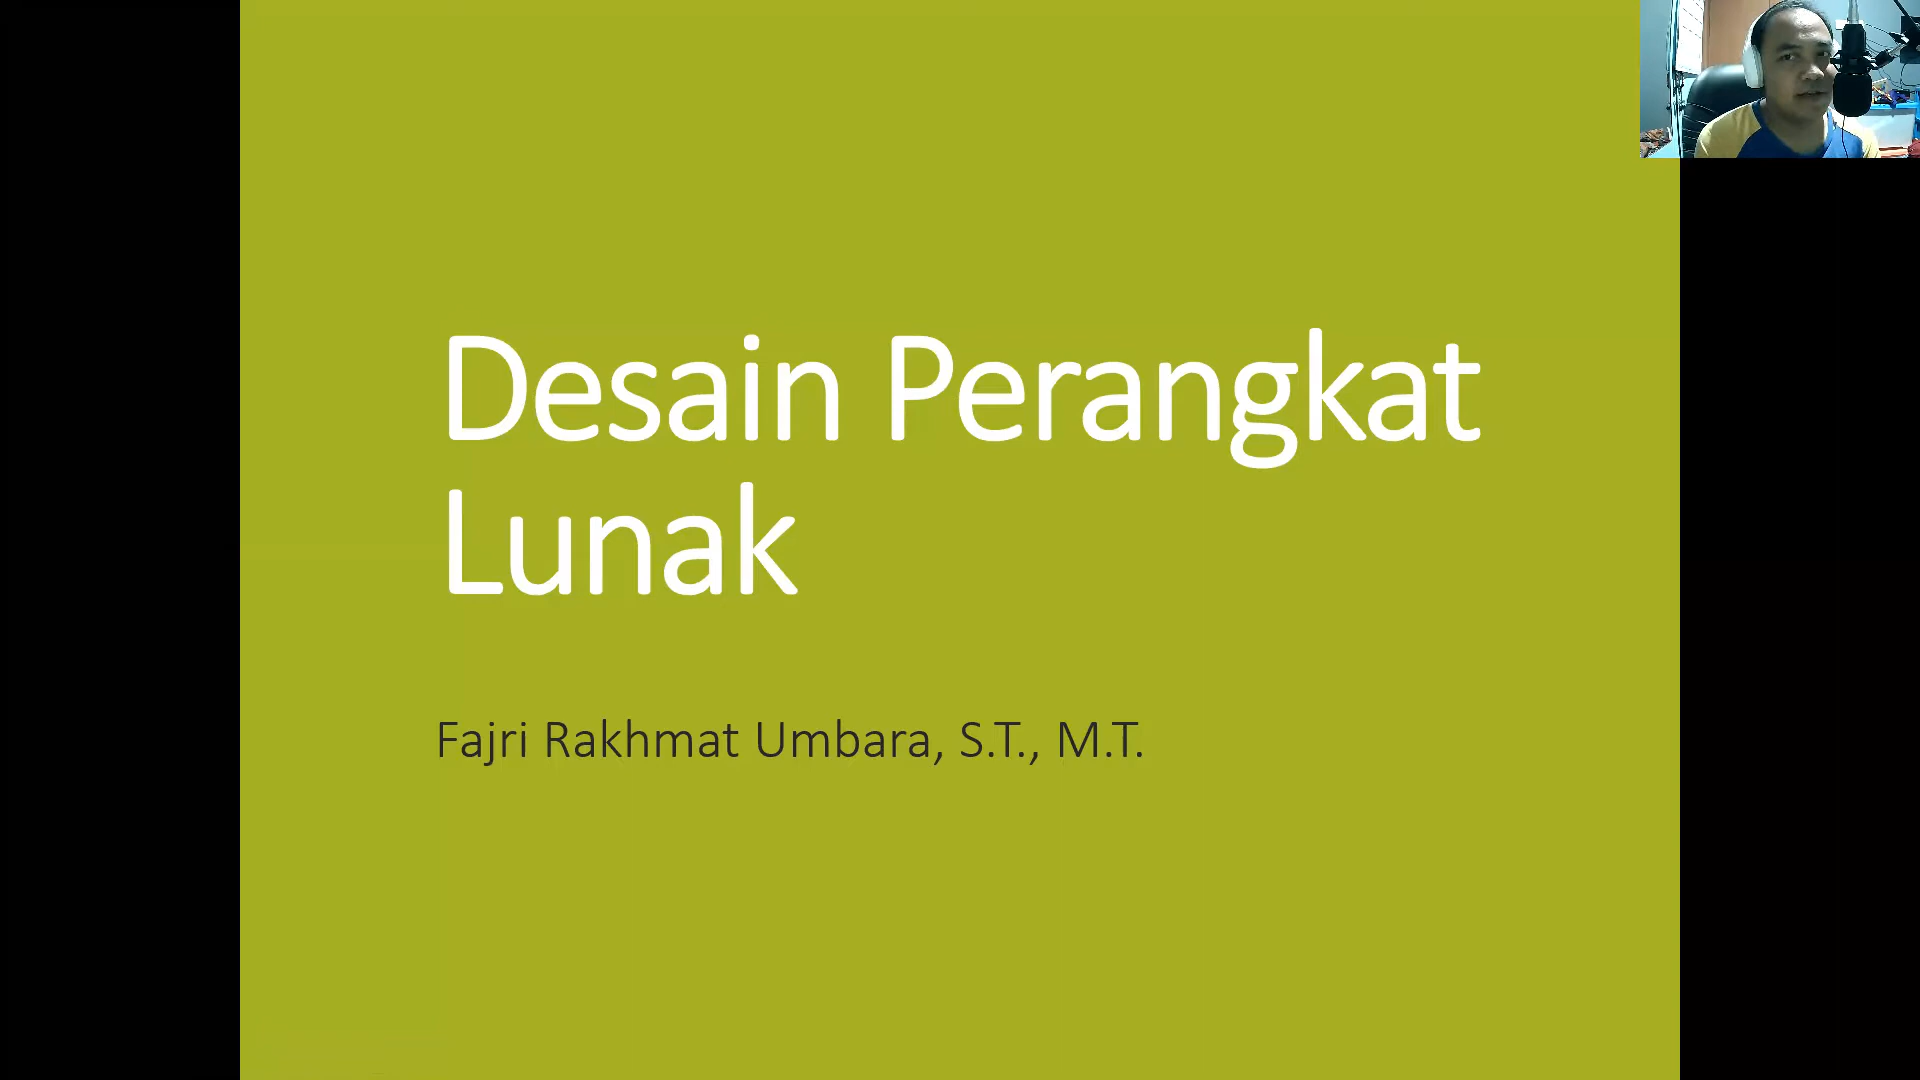 Desain Perangkat
Lunak
Fajri Rakhmat Umbara, S.T., M.T.